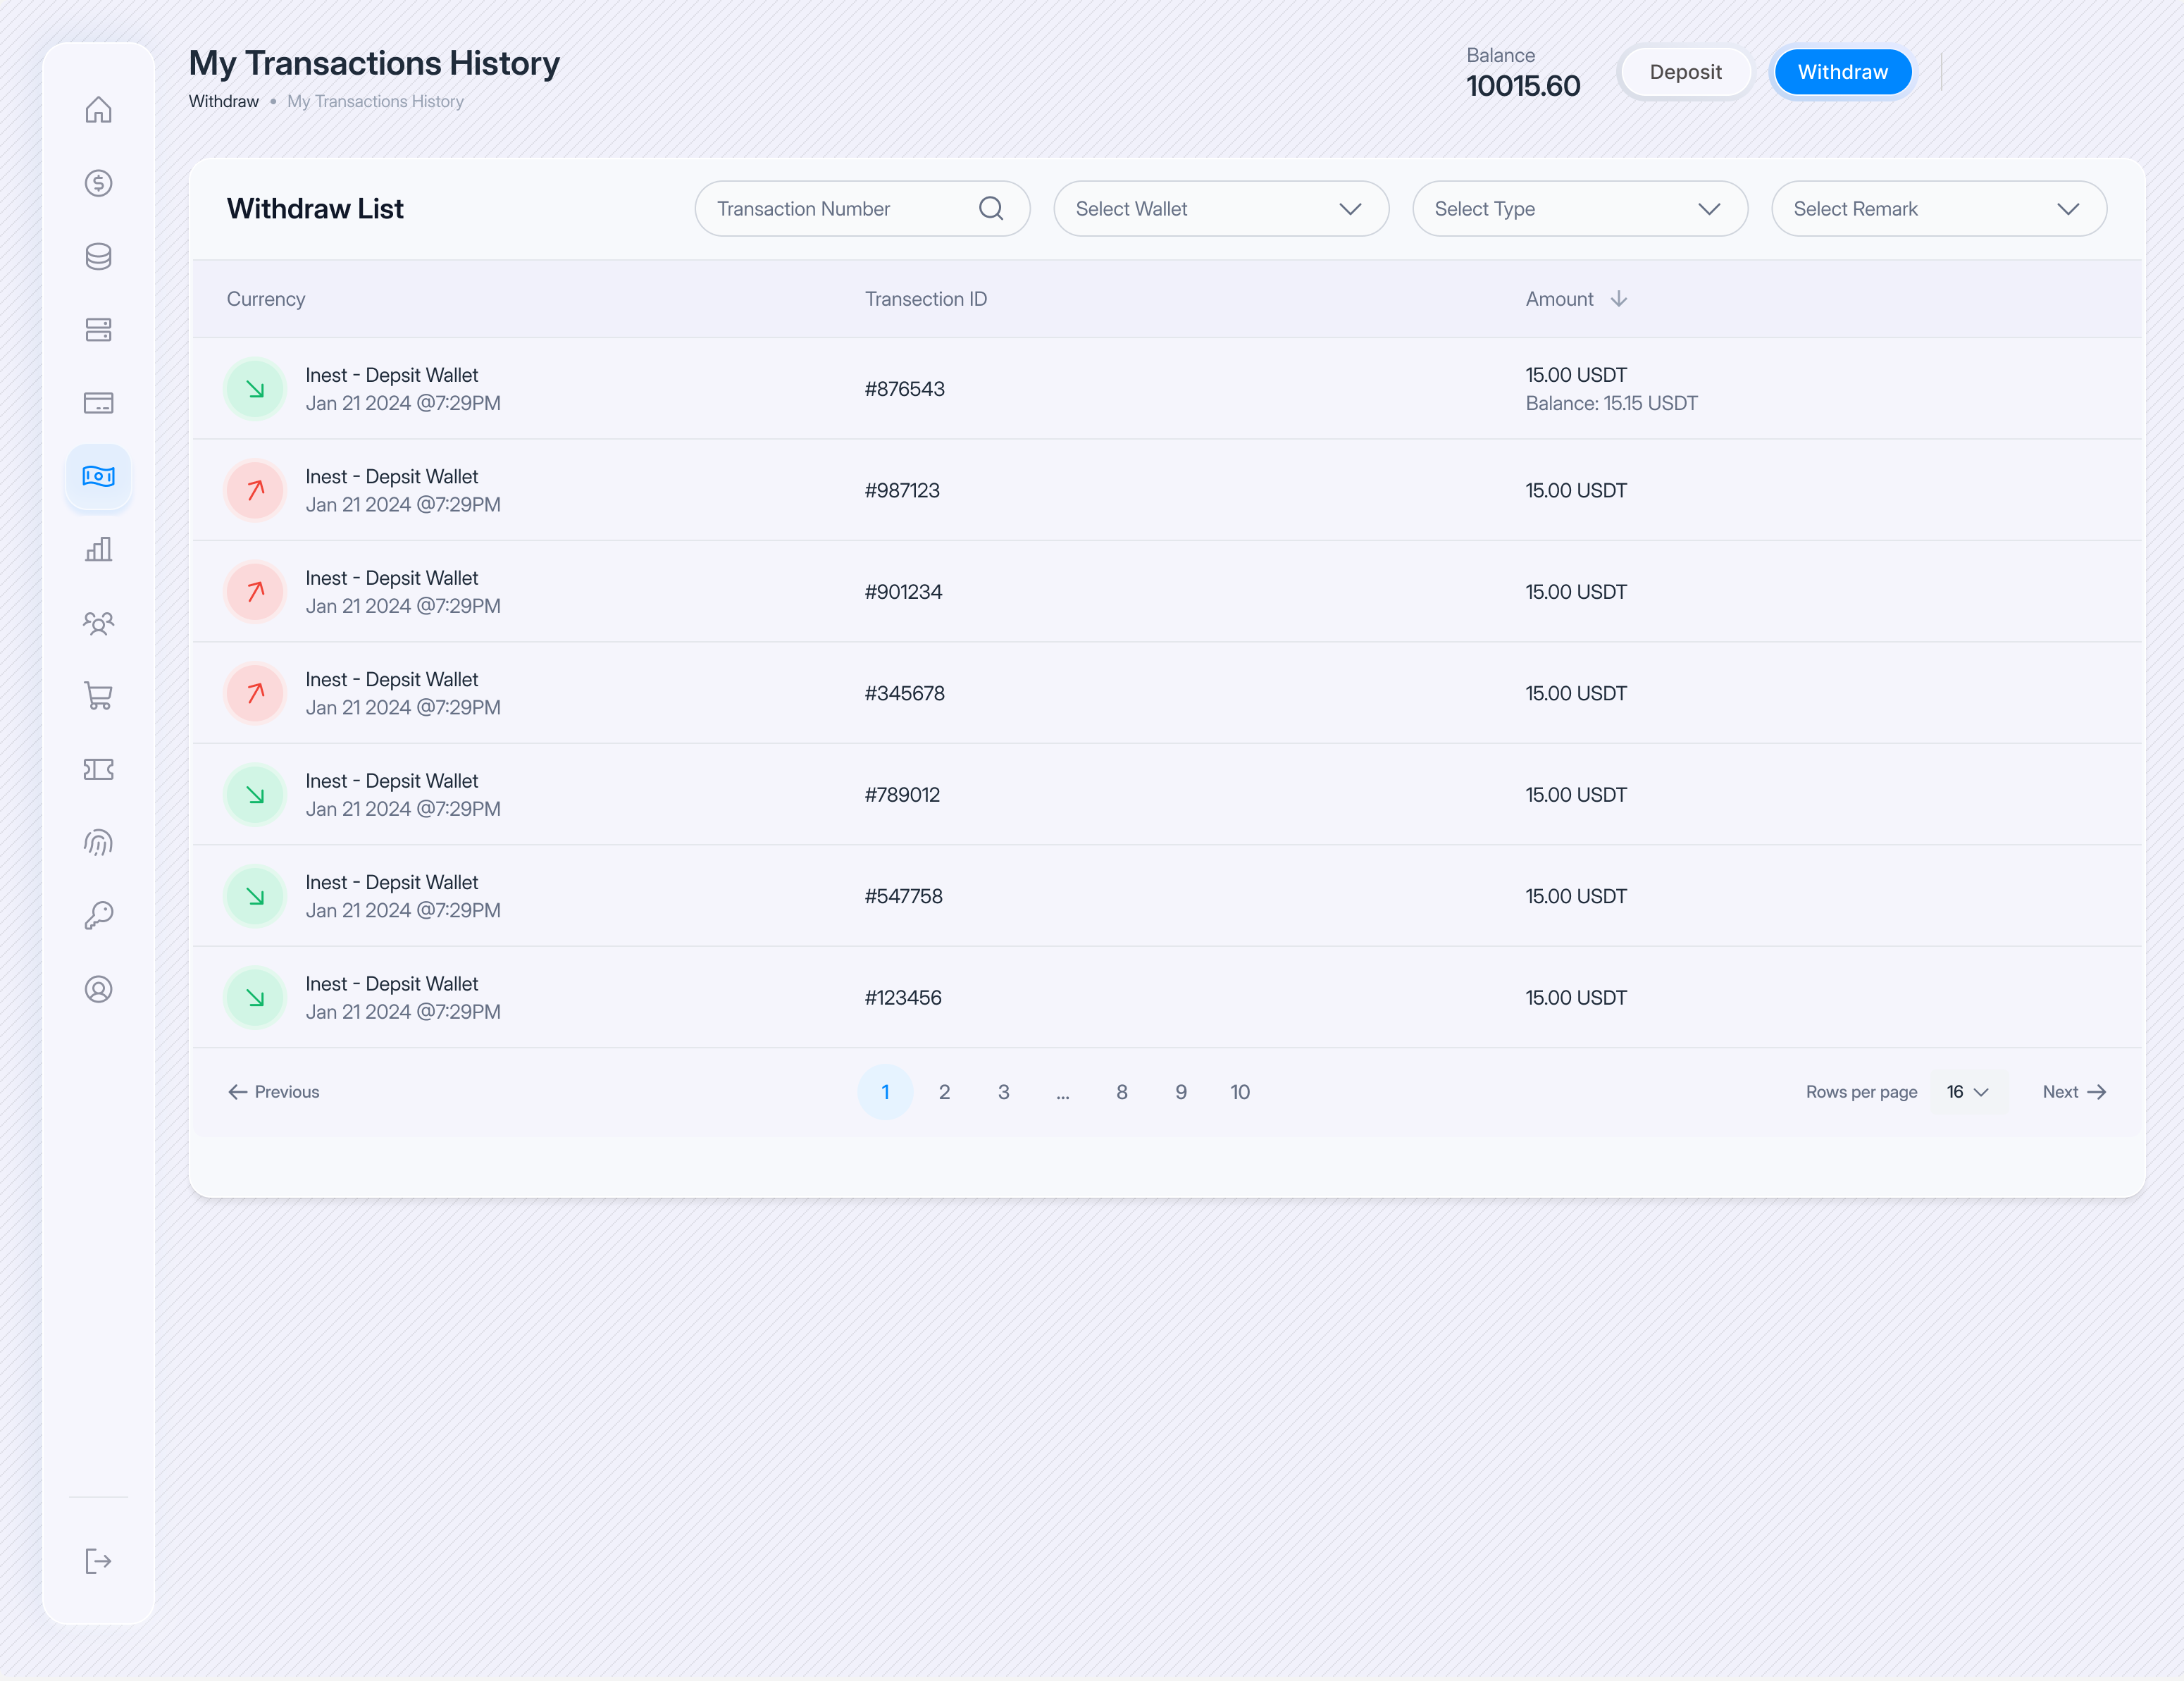 My Transactions History
Withdraw • My Transactions History
Balance
10015.60
Deposit
Withdraw
Withdraw List
Transaction Number
Select Wallet
Select Type
Select Remark
Currency
Transection ID
Amount
Inest - Depsit Wallet
Jan 21 2024 @7:29PM
#876543
15.00 USDT
Balance: 15.15 USDT
Inest - Depsit Wallet
Jan 21 2024 @7:29PM
#987123
15.00 USDT
Inest - Depsit Wallet
Jan 21 2024 @7:29PM
#901234
15.00 USDT
Inest - Depsit Wallet
Jan 21 2024 @7:29PM
#345678
15.00 USDT
Inest - Depsit Wallet
Jan 21 2024 @7:29PM
#789012
15.00 USDT
Inest - Depsit Wallet
Jan 21 2024 @7:29PM
#547758
15.00 USDT
Inest - Depsit Wallet
Jan 21 2024 @7:29PM
#123456
15.00 USDT
Previous
1 2 3 ... 8 9 10
Rows per page 16
Next